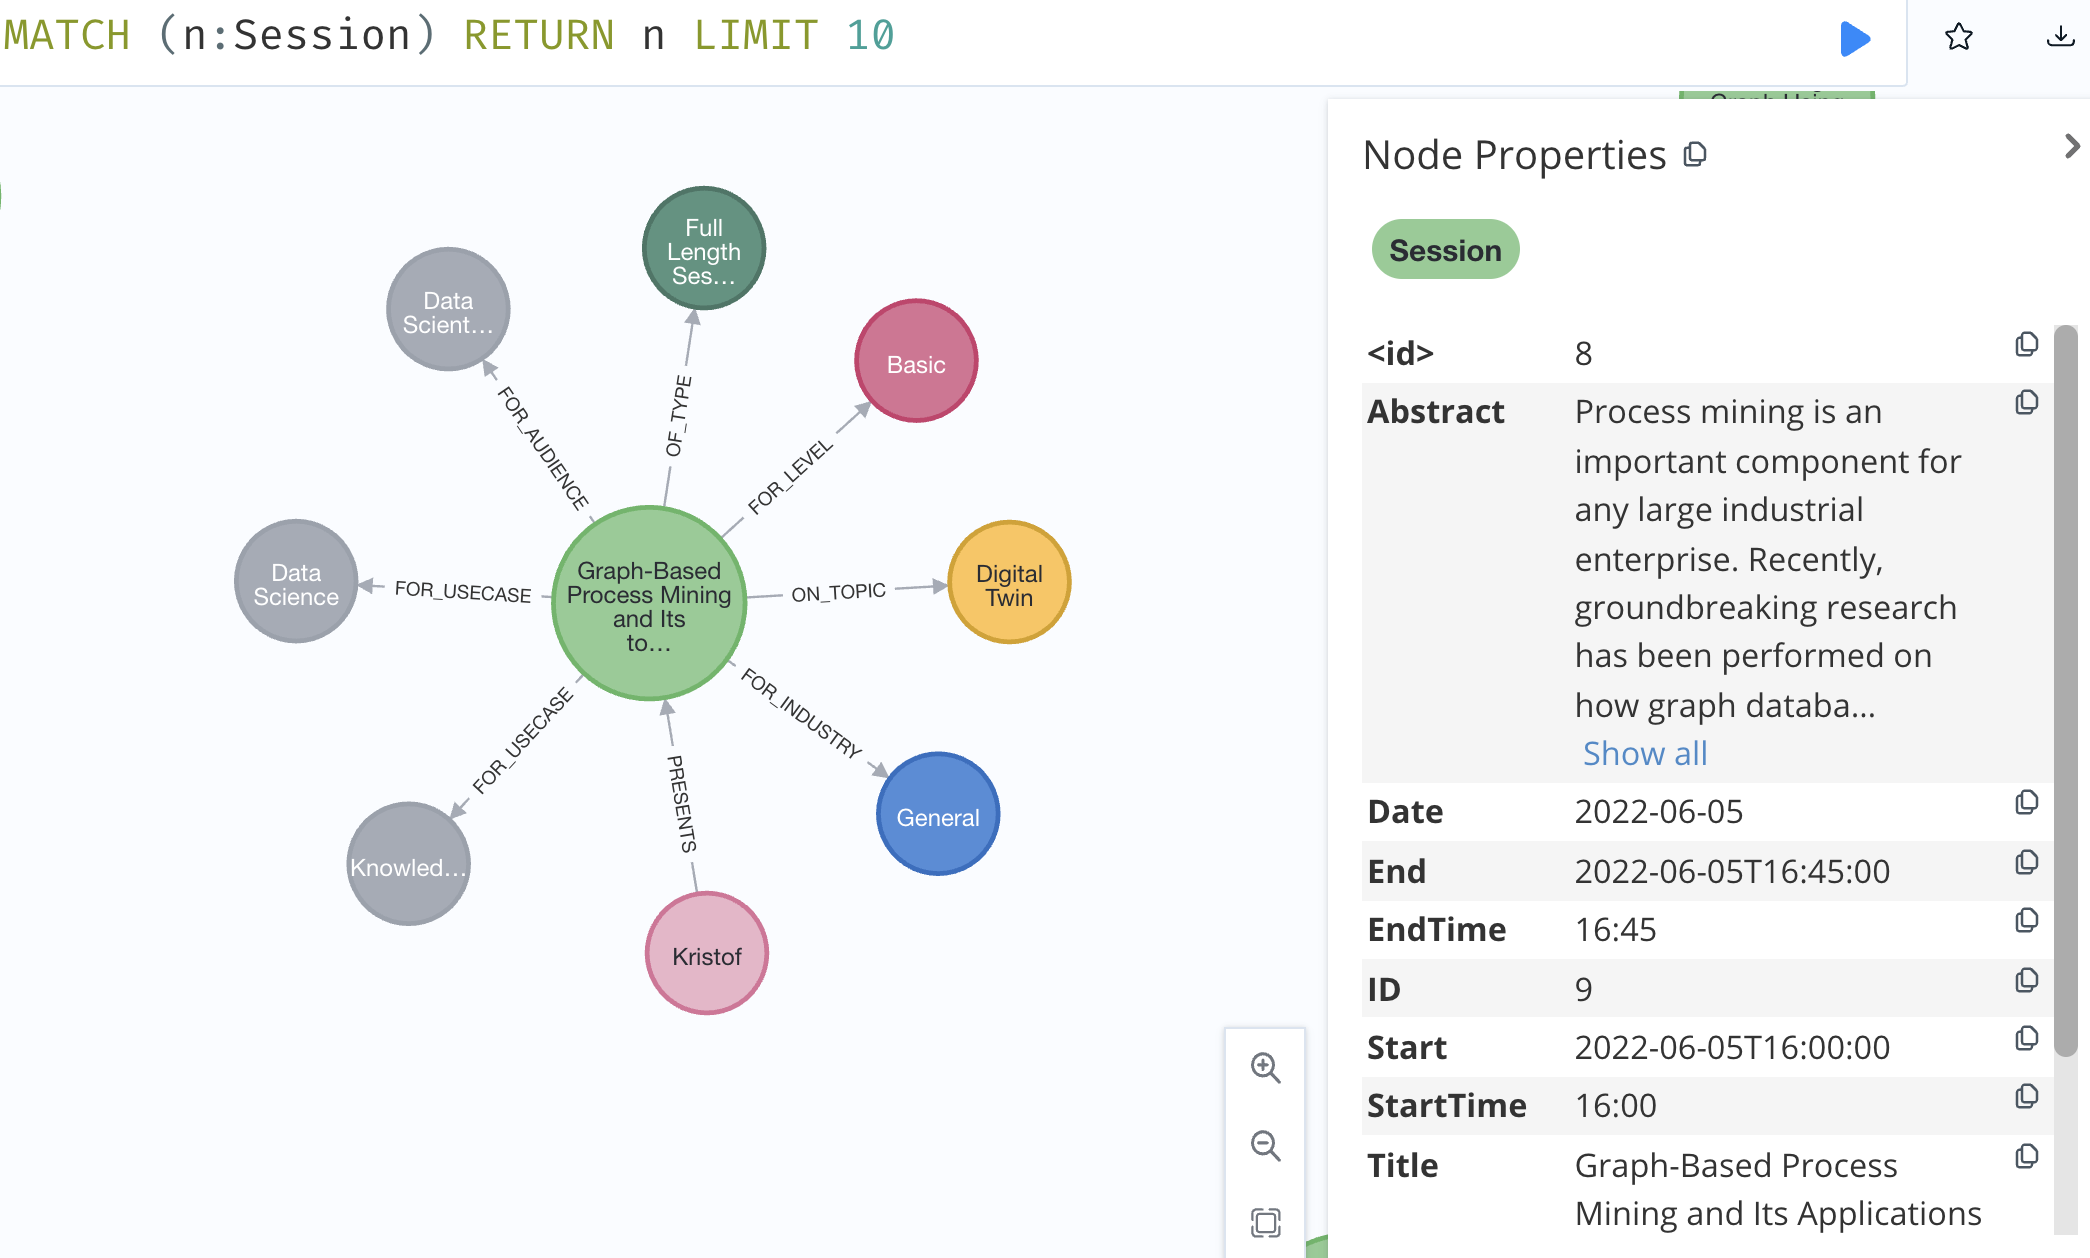 MATCH (n:Session) RETURN n LIMIT 10
Full
Length
Ses...
Data
Scient...
Basic
OF_TYPE
FOR_AUDIENCE
FOR_LEVEL
Data
Science
FOR_USECASE
Graph-Based
Process Mining
and Its
to...
ON_TOPIC
Digital
Twin
FOR_USECASE
FOR_INDUSTRY
PRESENTS
General
Knowled...
Kristof
Graph Using
Node Properties
Session
<id> 8
Abstract Process mining is an
important component for
any large industrial
enterprise. Recently,
groundbreaking research
has been performed on
how graph databa...
Show all
Date 2022-06-05
End 2022-06-05T16:45:00
EndTime 16:45
ID 9
Start 2022-06-05T16:00:00
StartTime 16:00
Title Graph-Based Process
Mining and Its Applications